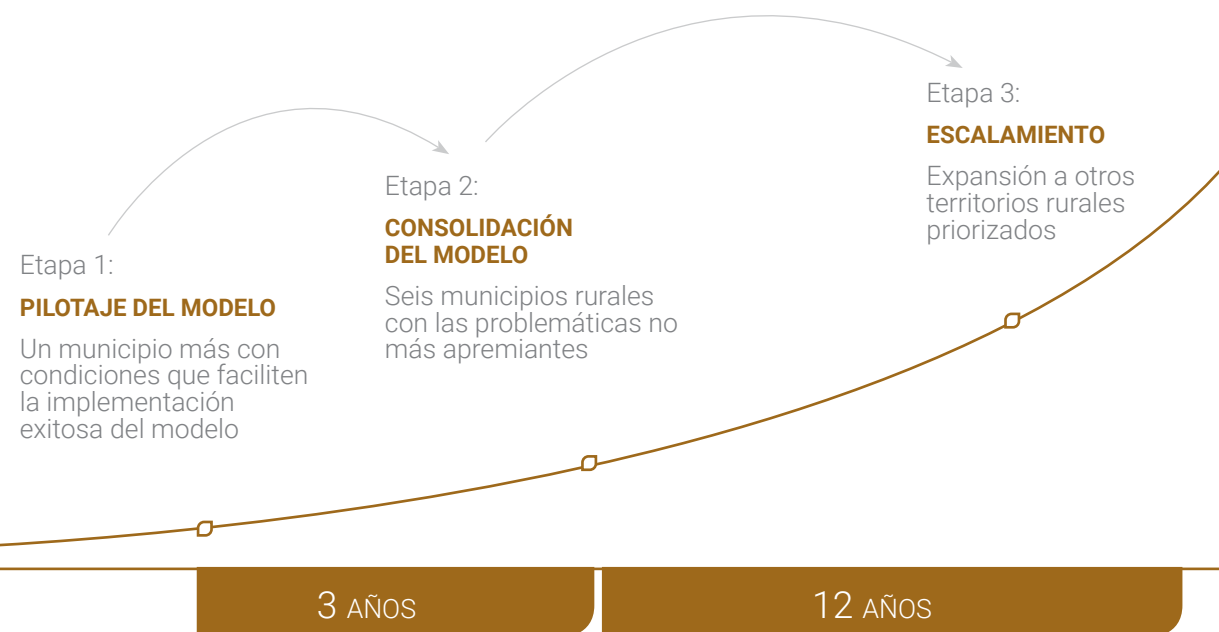 Etapa 1:
PILOTAJE DEL MODELO
Un municipio más con
condiciones que faciliten
la implementación
exitosa del modelo
Etapa 2:
CONSOLIDACIÓN
DEL MODELO
Seis municipios rurales
con las problemáticas no
más apremiantes
Etapa 3:
ESCALAMIENTO
Expansión a otros
territorios rurales
priorizados
3 AÑOS
12 AÑOS